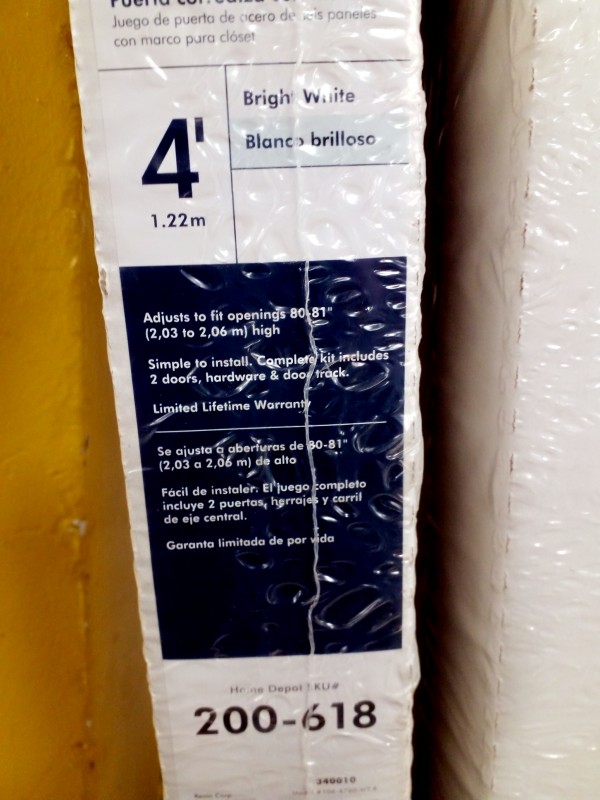 Puerta corrediza
Juego de puerta de acero de seis paneles
con marco pura clóset
4'
1.22m
Bright White
Blanco brilloso
Adjusts to fit openings 80-81"
(2,03 to 2,06 m) high
Simple to install. Complete kit includes
2 doors, hardware & door track.
Limited Lifetime Warranty
Se ajusta a aberturas de 80-81"
(2,03 a 2,06 m) de alto
Fácil de instaler. El juego completo
incluye 2 puertas, herrajes y carril
de eje central.
Garanta limitada de por vida
Home Depot SKU#
200-618
340010